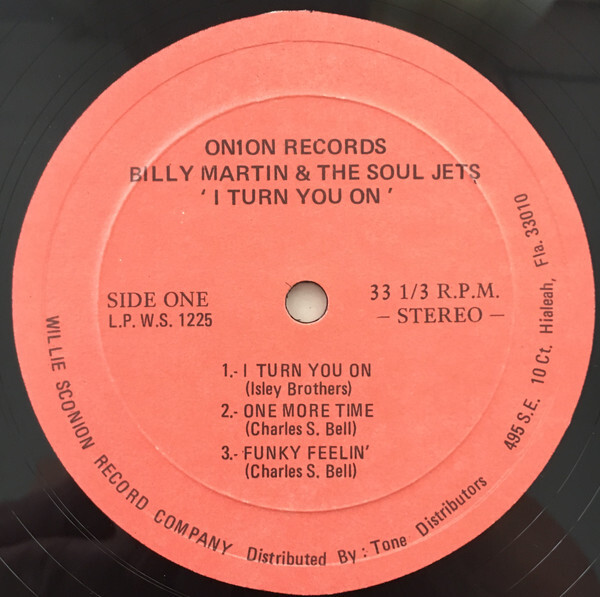 ON1ON RECORDS
BILLY MARTIN & THE SOUL JETS
' I TURN YOU ON '
SIDE ONE
L.P. W.S. 1225
33 1/3 R.P.M.
– STEREO –
1.- I TURN YOU ON
(Isley Brothers)
2.- ONE MORE TIME
(Charles S. Bell)
3.- FUNKY FEELIN'
(Charles S. Bell)
WILLIE SCONION RECORD COMPANY Distributed By : Tone Distributors 495 S.E. 10 Ct. Hialeah, Fla. 33010